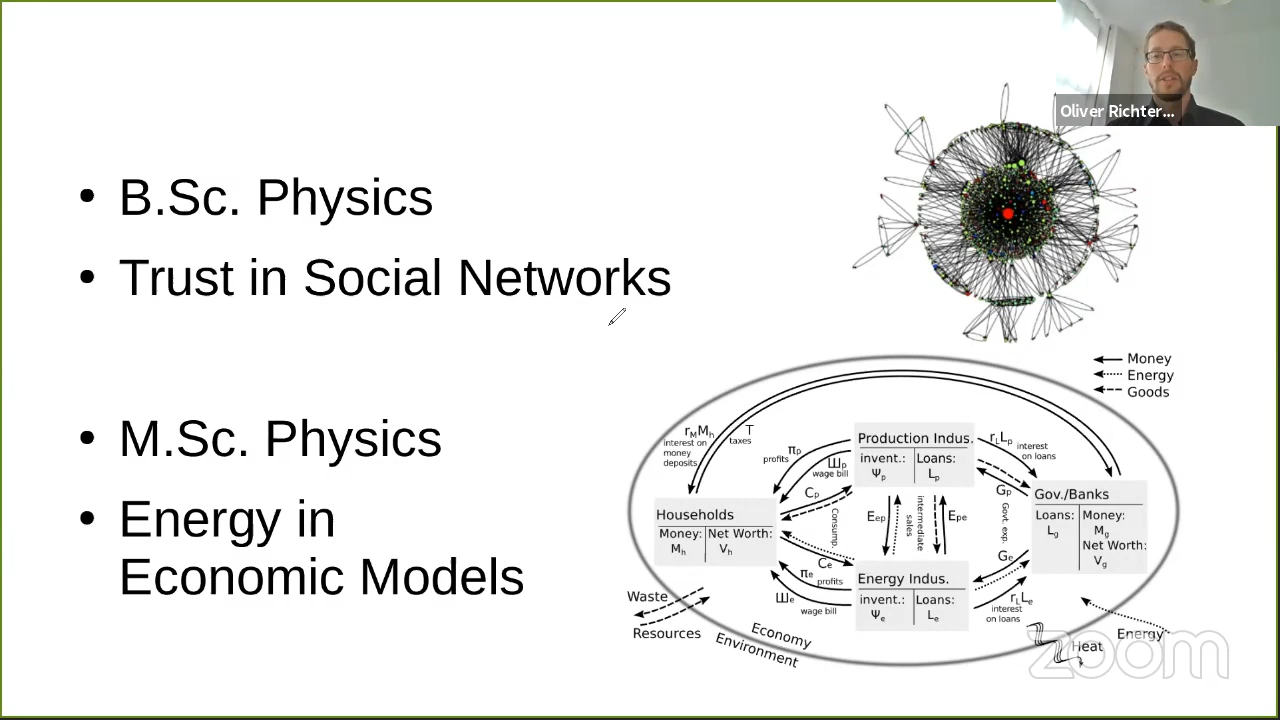 Oliver Richter...
• B.Sc. Physics
• Trust in Social Networks
• M.Sc. Physics
• Energy in
Economic Models
Money
Energy
Goods
rMMh
interest on
money
deposits
T
taxes
πp
profits
Шp
wage bill
Cp
Consump.
Production Indus.
invent.: Loans:
Ψp Lp
rLLp
interest
on loans
Gp
Govt. exp.
Ge
Gov./Banks
Loans: Money:
Lg Mg
Net Worth:
Vg
Households
Money: Net Worth:
Mh Vh
Eep
sales
intermediate
Epe
Ce
πe
profits
Шe
wage bill
Energy Indus.
invent.: Loans:
Ψe Le
rLLe
interest
on loans
Waste
Resources
Economy
Environment
Energy
Heat
zoom